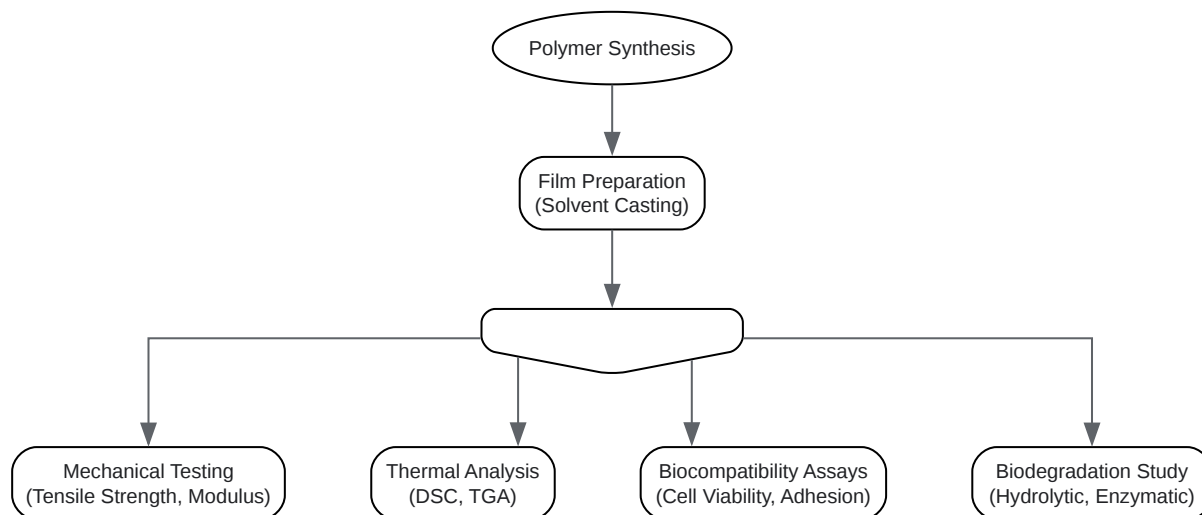 Polymer Synthesis
Film Preparation
(Solvent Casting)
Mechanical Testing
(Tensile Strength, Modulus)
Thermal Analysis
(DSC, TGA)
Biocompatibility Assays
(Cell Viability, Adhesion)
Biodegradation Study
(Hydrolytic, Enzymatic)